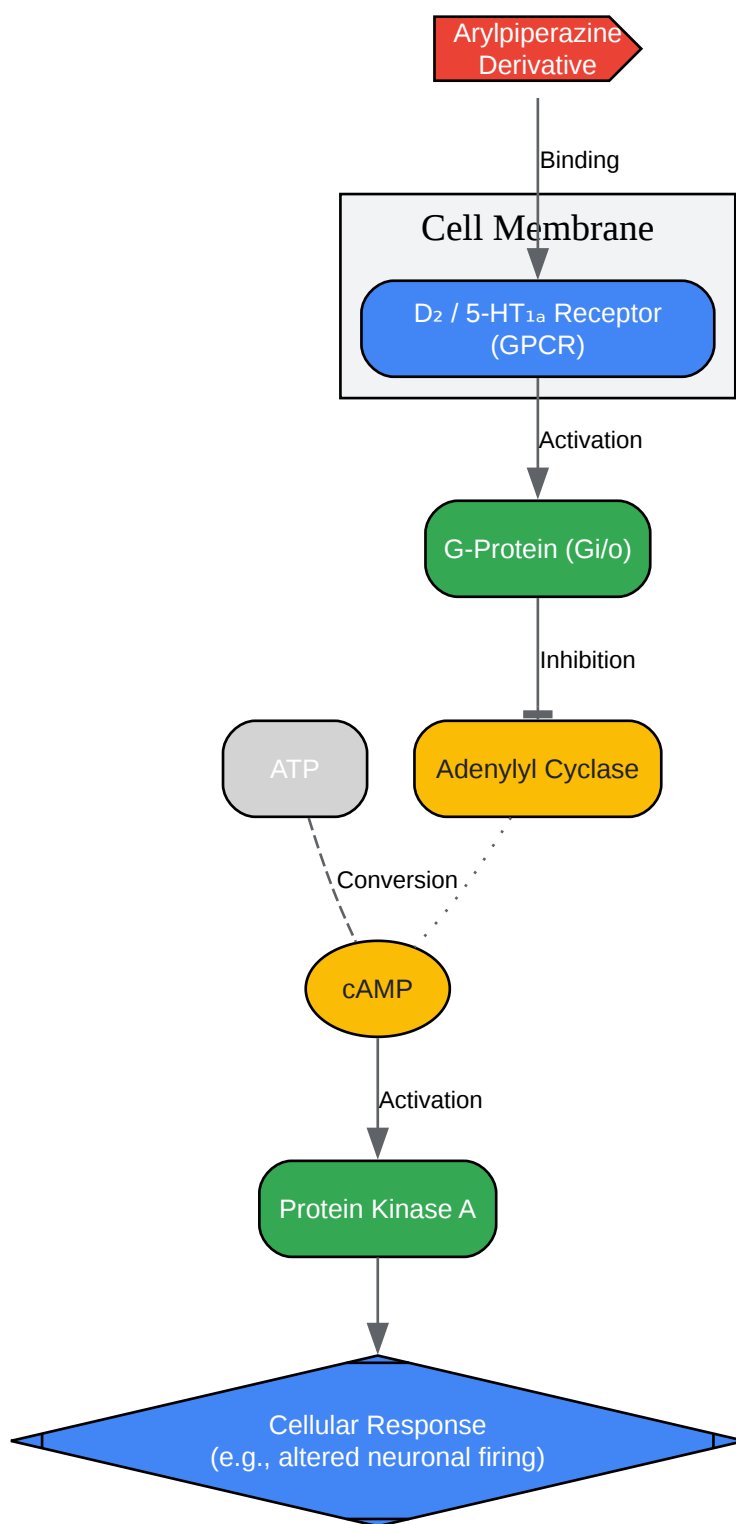 Arylpiperazine
Derivative
Binding
Cell Membrane
D₂ / 5-HT₁ₐ Receptor
(GPCR)
Activation
G-Protein (Gi/o)
Inhibition
ATP
Adenylyl Cyclase
Conversion
cAMP
Activation
Protein Kinase A
Cellular Response
(e.g., altered neuronal firing)